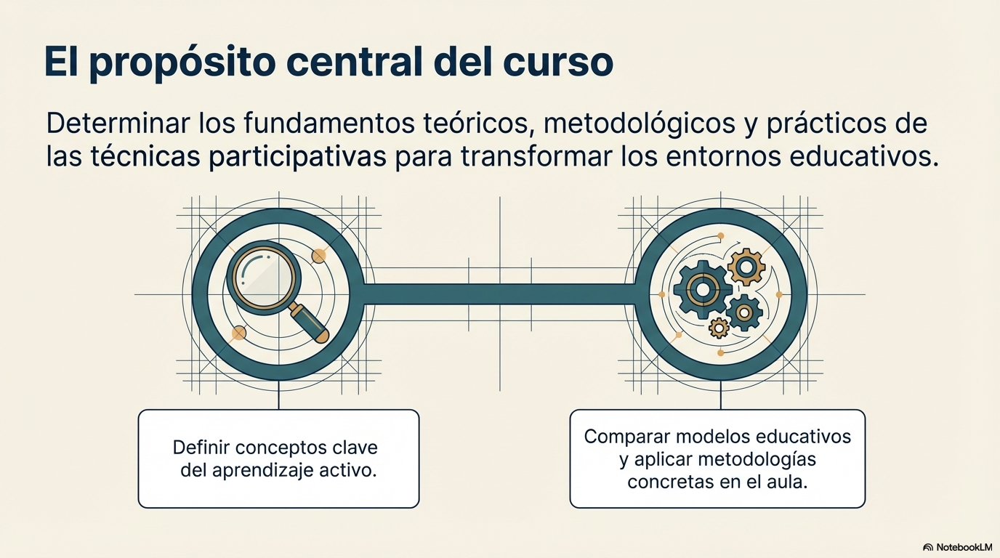 El propósito central del curso
Determinar los fundamentos teóricos, metodológicos y prácticos de
las técnicas participativas para transformar los entornos educativos.
Definir conceptos clave
del aprendizaje activo.
Comparar modelos educativos
y aplicar metodologías
concretas en el aula.
NotebookLM